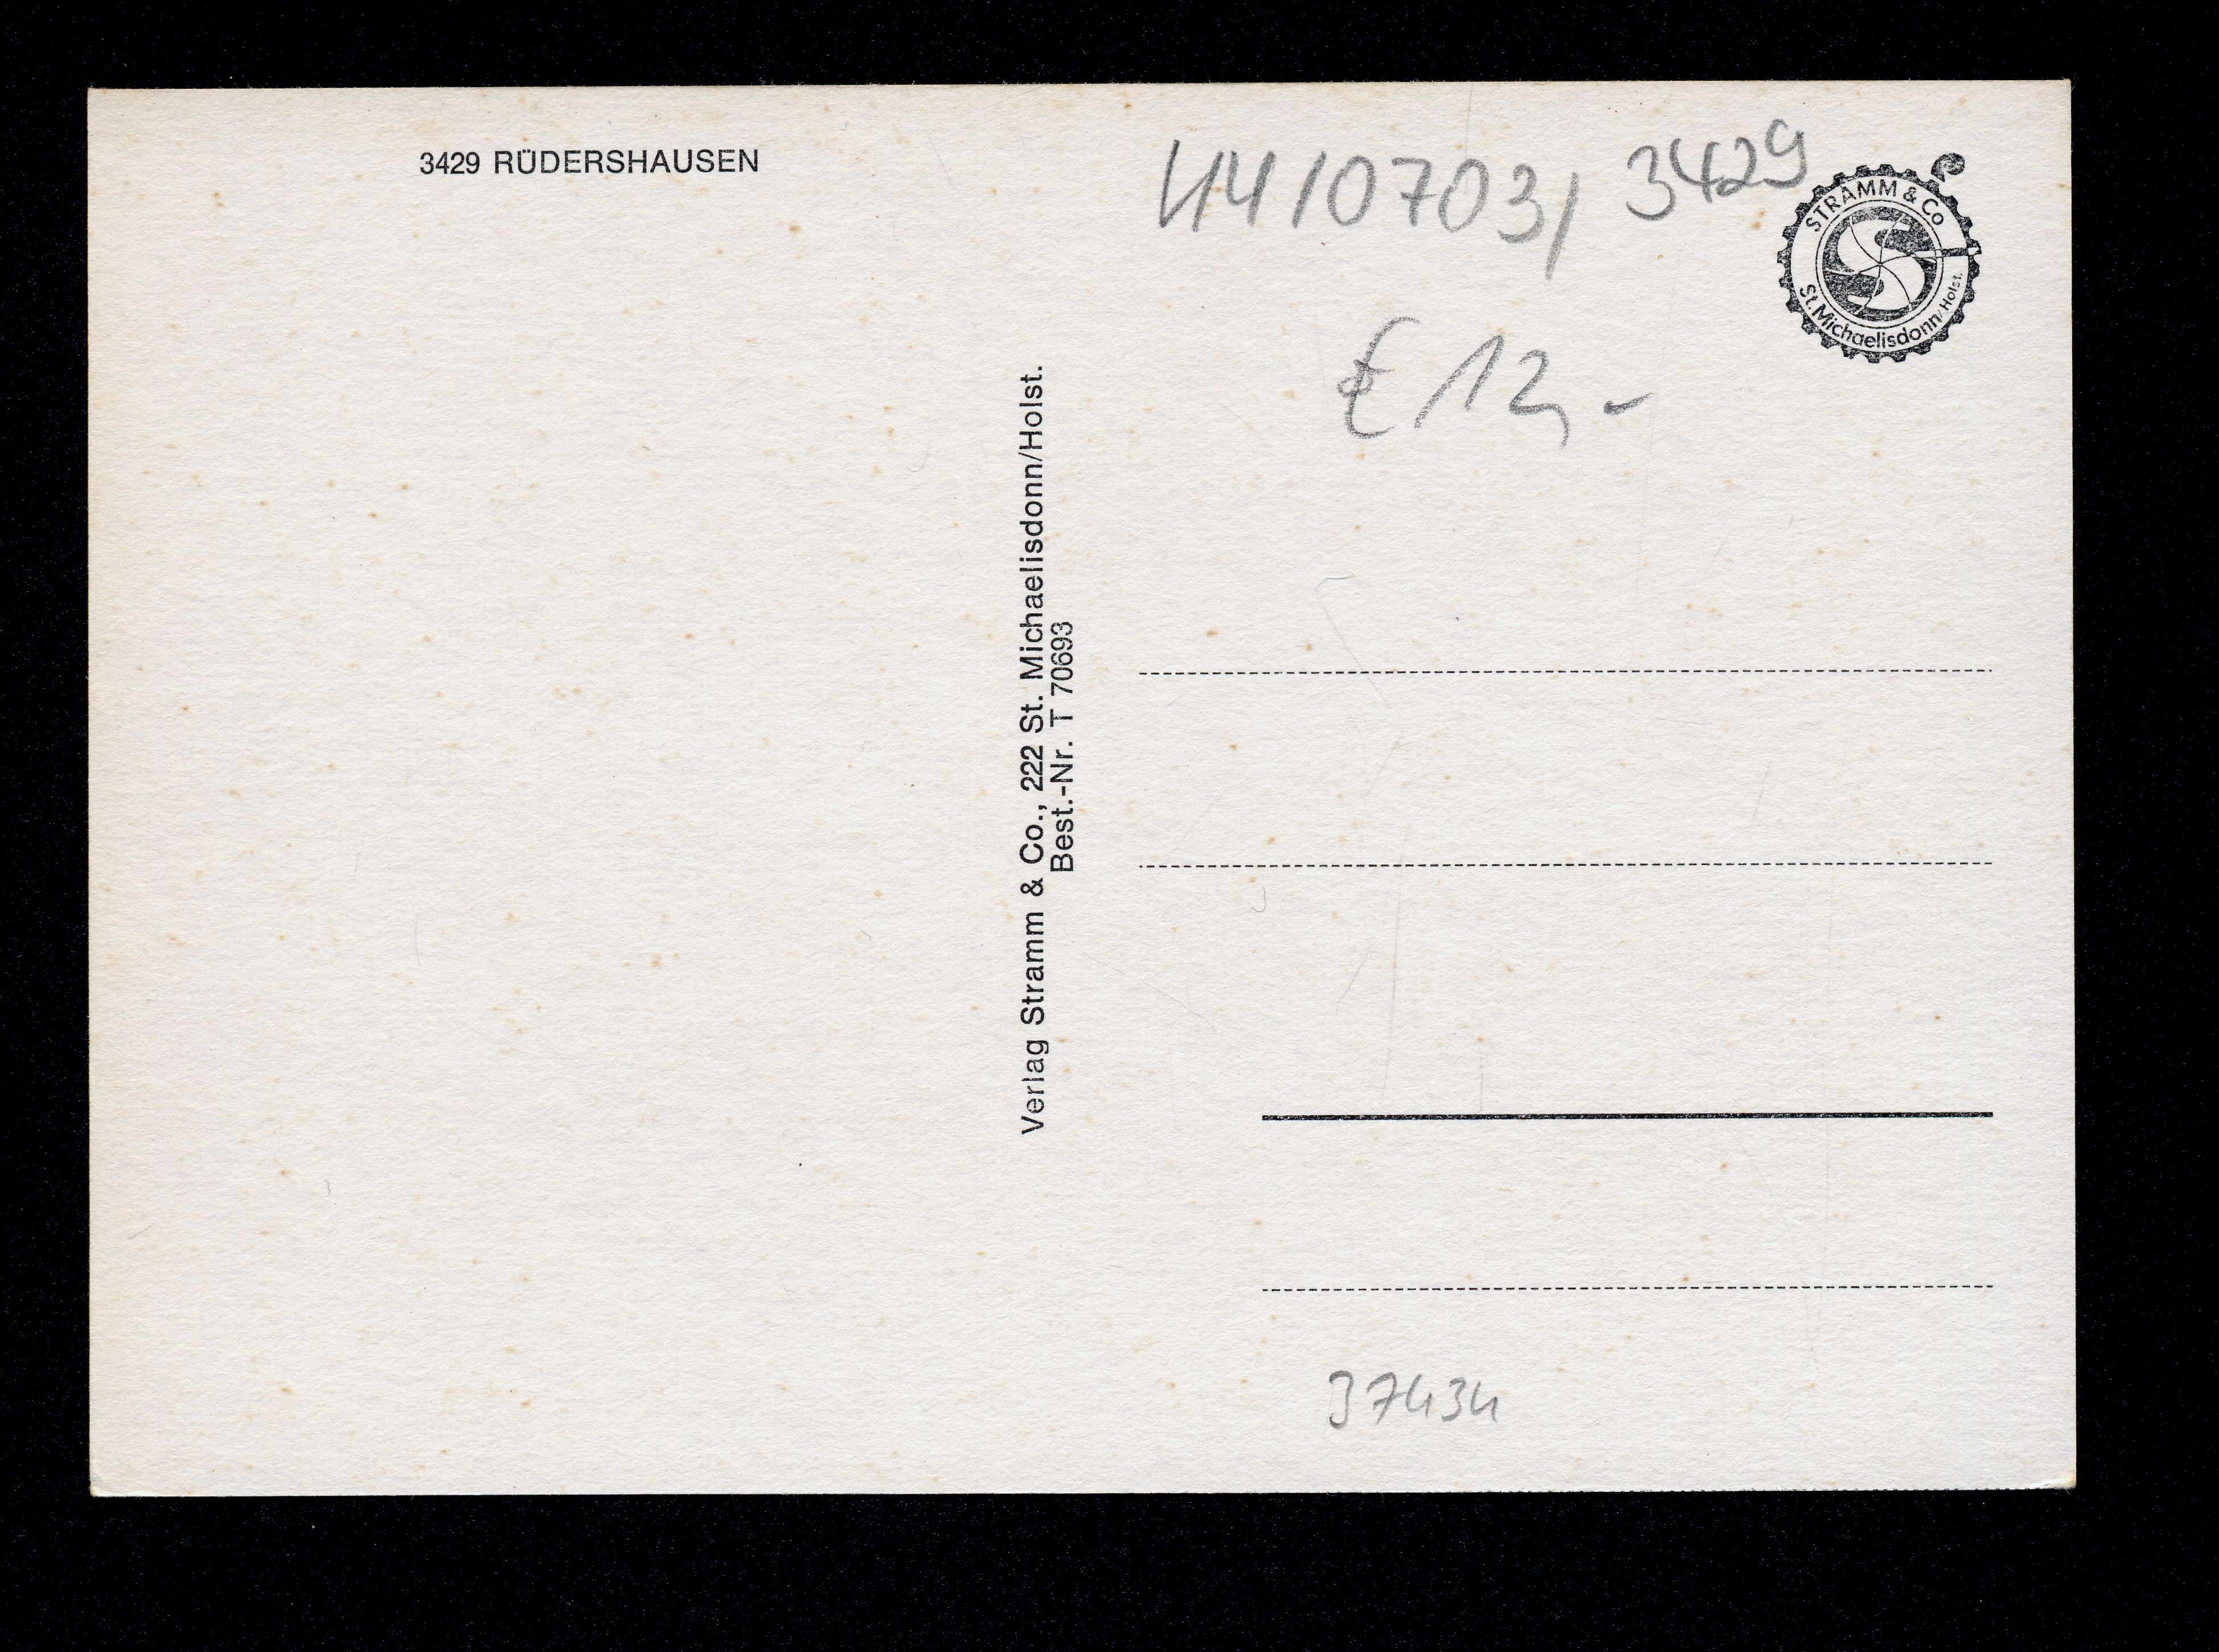 3429 RÜDERSHAUSEN
4410703/ 3429
€ 12,-
STRAMM & Co
St. Michaelisdonn/Holst.
Verlag Stramm & Co., 222 St. Michaelisdonn/Holst.
Best.-Nr. T 70693
37434